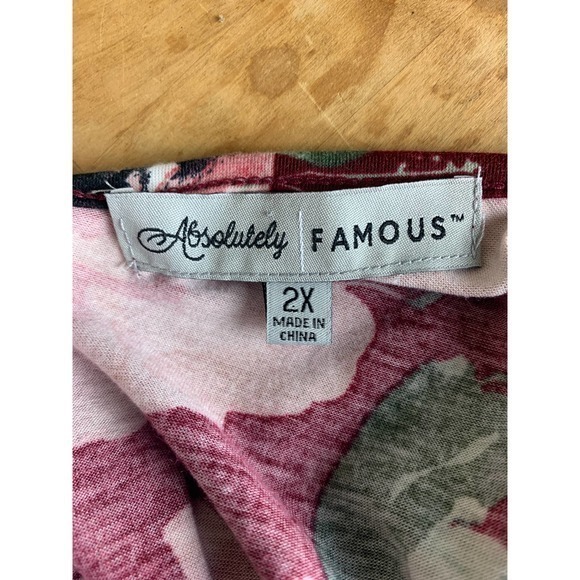 Absolutely FAMOUS™
2X
MADE IN
CHINA